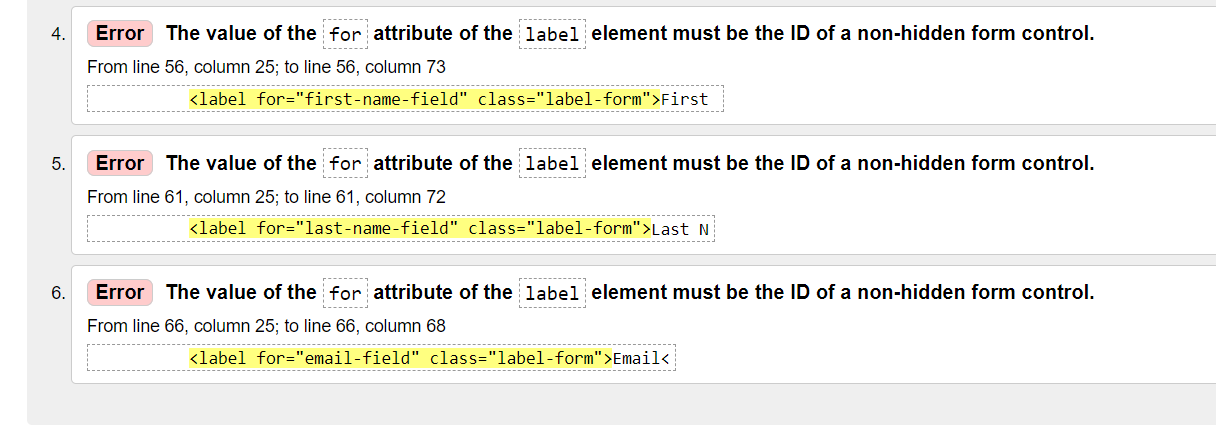 4. Error The value of the for attribute of the label element must be the ID of a non-hidden form control.
From line 56, column 25; to line 56, column 73
<label for="first-name-field" class="label-form">First
5. Error The value of the for attribute of the label element must be the ID of a non-hidden form control.
From line 61, column 25; to line 61, column 72
<label for="last-name-field" class="label-form">Last N
6. Error The value of the for attribute of the label element must be the ID of a non-hidden form control.
From line 66, column 25; to line 66, column 68
<label for="email-field" class="label-form">Email<